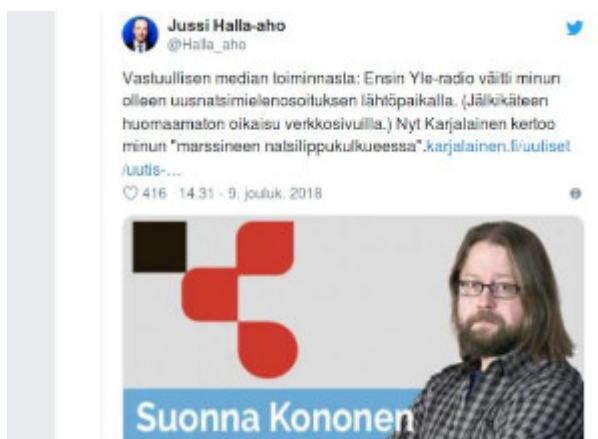 Jussi Halla-aho
@Halla_aho
Vastuullisen median toiminnasta: Ensin Yle-radio väitti minun
olleen uusnatsimielenosoituksen lähtöpaikalla. (Jälkikäteen
huomaamaton oikaisu verkkosivuilla.) Nyt Karjalainen kertoo
minun "marssineen natsilippukulkueessa".karjalainen.fi/uutiset
/uutis-…
416 14.31 - 9. jouluk. 2018
Suonna Kononen